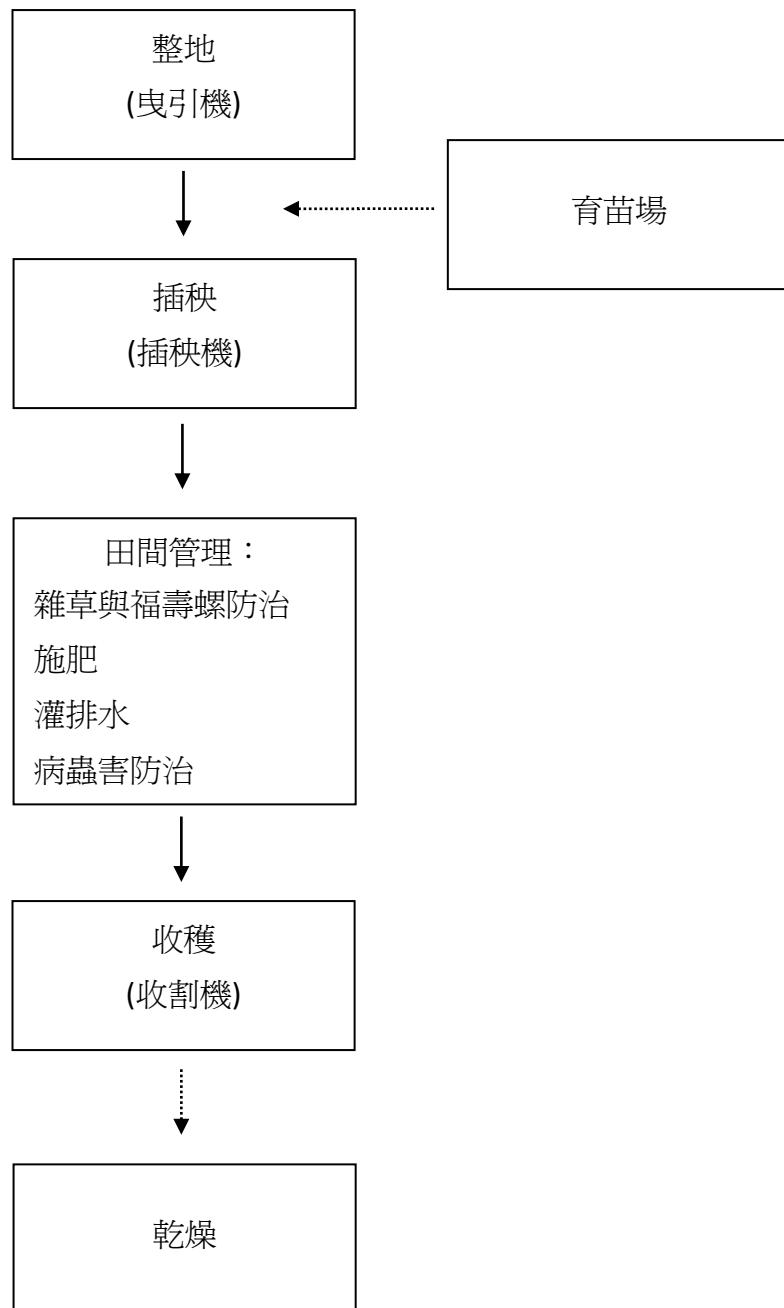 整地
(曳引機)
育苗場
插秧
(插秧機)
田間管理：
雜草與福壽螺防治
施肥
灌排水
病蟲害防治
收穫
(收割機)
乾燥